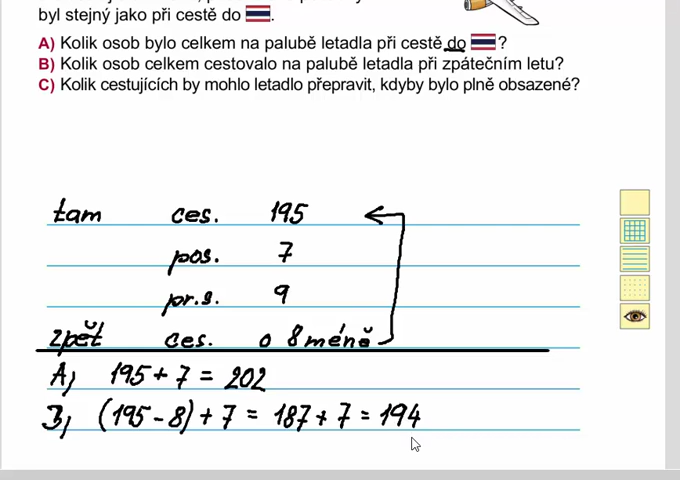 byl stejný jako při cestě do .
A) Kolik osob bylo celkem na palubě letadla při cestě do ?
B) Kolik osob celkem cestovalo na palubě letadla při zpátečním letu?
C) Kolik cestujících by mohlo letadlo přepravit, kdyby bylo plně obsazené?
tam ces. 195
pos. 7
pr.s. 9
zpět ces. o 8 méně
A) 195 + 7 = 202
B) (195 - 8) + 7 = 187 + 7 = 194